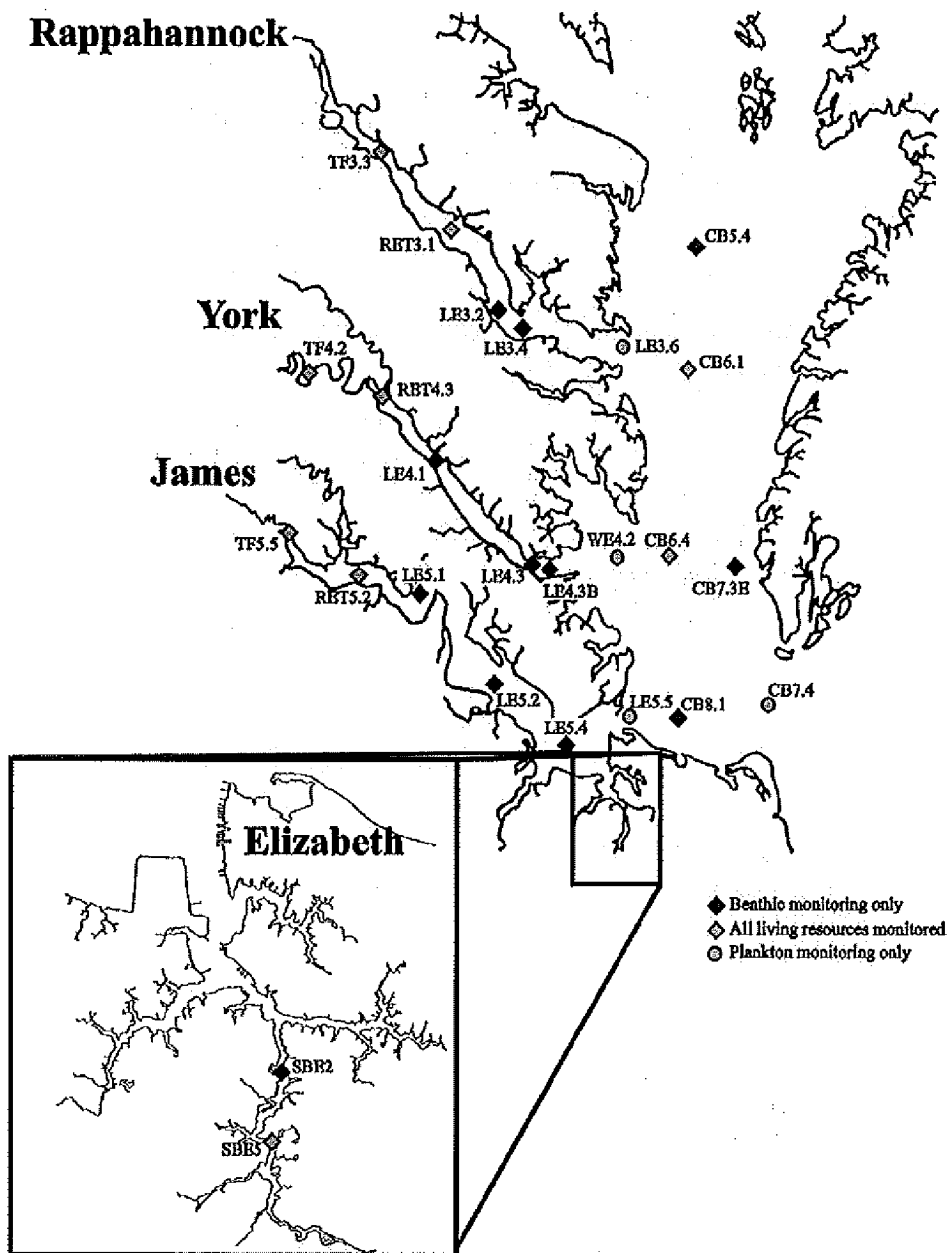 Rappahannock
TF3.3
RET3.1
CB5.4
LE3.2
LE3.4
LE3.6
CB6.1
York
TF4.2
RET4.3
LE4.1
James
TF5.5
RET5.2
LE5.1
LE4.3
LE4.3B
WE4.2
CB6.4
CB7.3E
LE5.2
LE5.4
LE5.5
CB8.1
CB7.4
Elizabeth
SBE2
SBE5
Benthic monitoring only
All living resources monitored
Plankton monitoring only